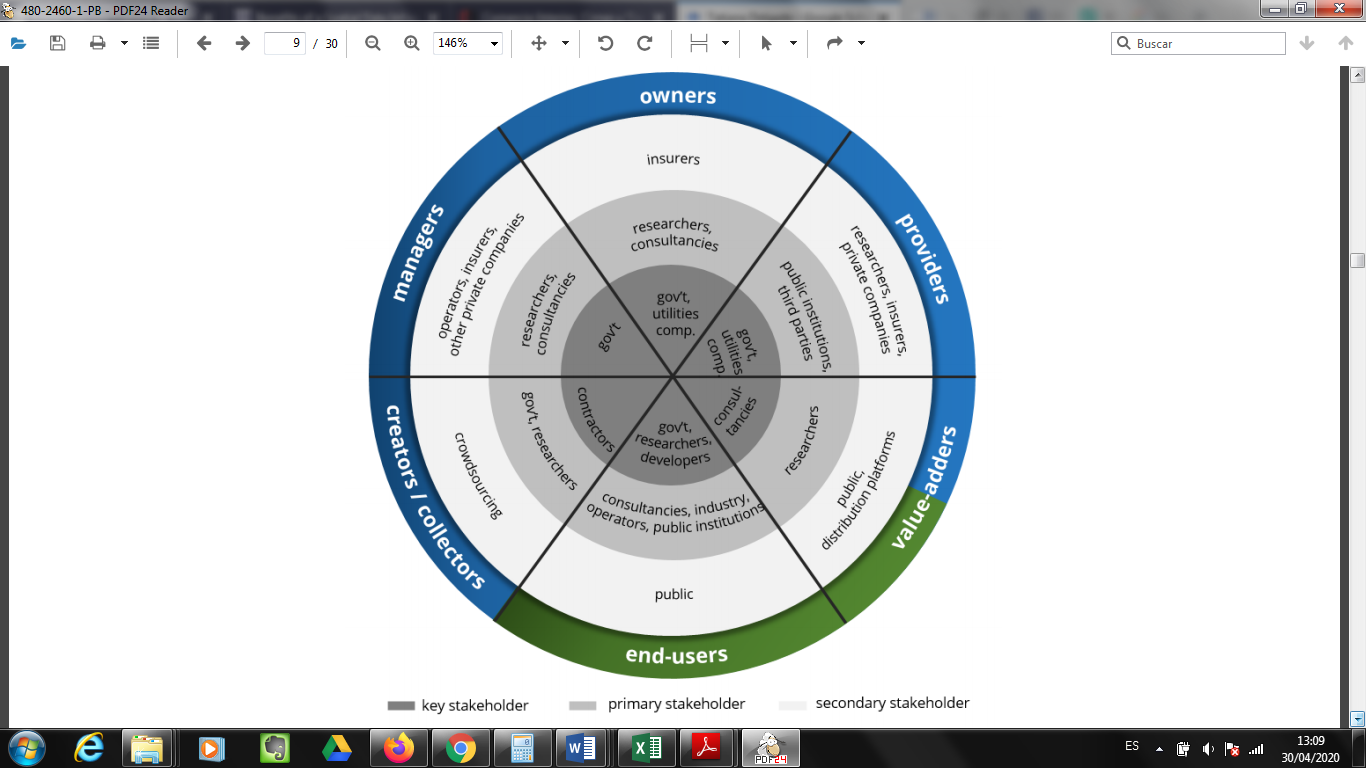 480-2460-1-PB - PDF24 Reader
9 / 30
146%
Buscar
owners
insurers
researchers,
consultancies
gov't,
utilities
comp.
providers
researchers, insurers,
private companies
public institutions,
third parties
gov't,
utilities
comp.
value-adders
public,
distribution platforms
researchers
consul-
tancies
end-users
public
consultancies, industry,
operators, public institutions
gov't,
researchers,
developers
creators / collectors
crowdsourcing
gov't, researchers
contractors
managers
operators, insurers,
other private companies
researchers,
consultancies
gov't
key stakeholder
primary stakeholder
secondary stakeholder
PDF24
ES
13:09
30/04/2020